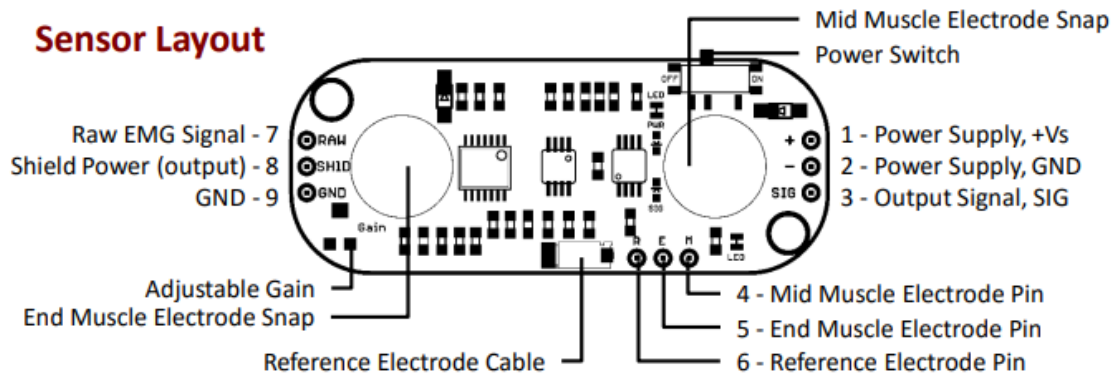 Sensor Layout
Mid Muscle Electrode Snap
Power Switch
OFF
ON
LED
PWR
Raw EMG Signal - 7
RAW
+
1 - Power Supply, +Vs
Shield Power (output) - 8
SHID
-
2 - Power Supply, GND
GND - 9
GND
SIG
SIG
3 - Output Signal, SIG
Gain
R E M
LED
Adjustable Gain
4 - Mid Muscle Electrode Pin
End Muscle Electrode Snap
5 - End Muscle Electrode Pin
Reference Electrode Cable
6 - Reference Electrode Pin